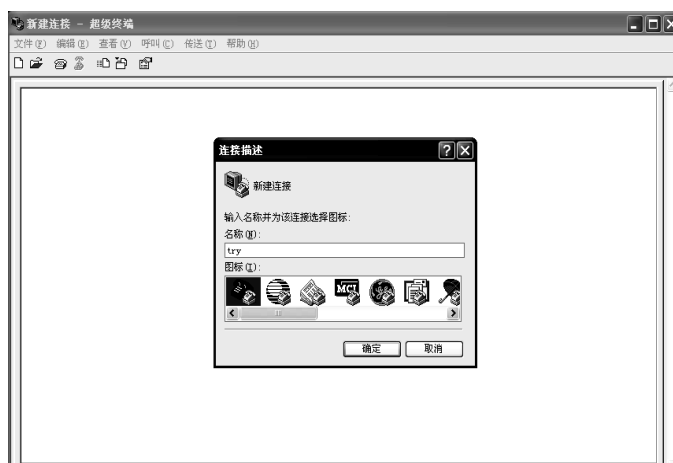 新建连接 - 超级终端
文件(F) 编辑(E) 查看(V) 呼叫(C) 传送(T) 帮助(H)
连接描述
新建连接
输入名称并为该连接选择图标:
名称(N):
try
图标(I):
MCI
确定 取消